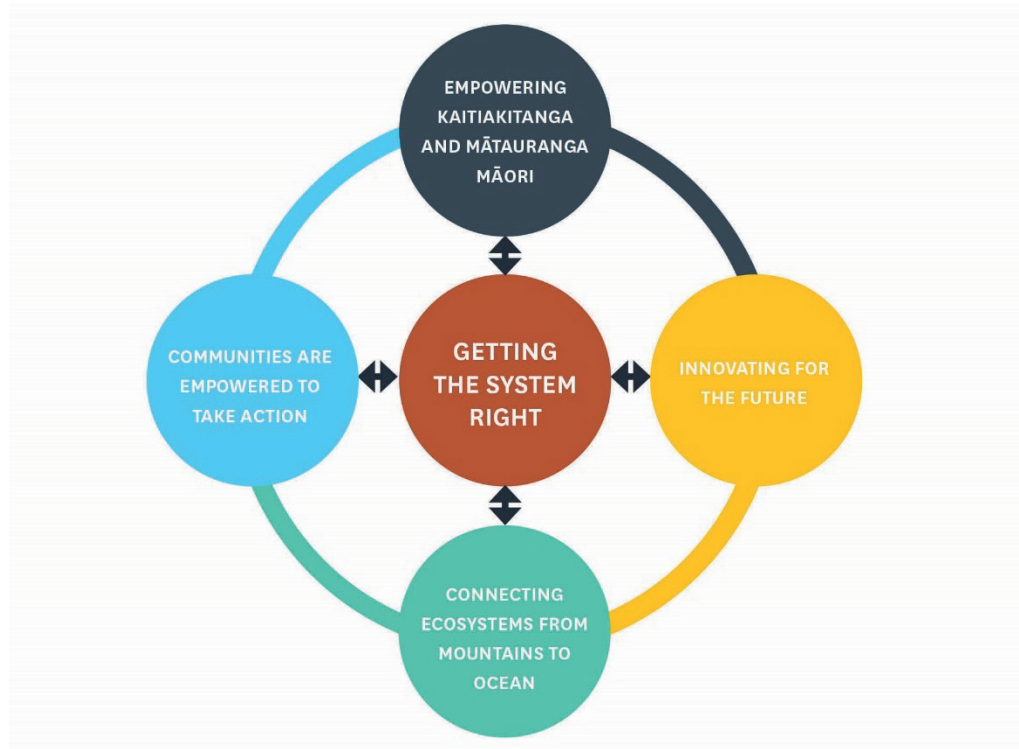 EMPOWERING
KAITIAKITANGA
AND MĀTAURANGA
MĀORI
COMMUNITIES ARE
EMPOWERED TO
TAKE ACTION
GETTING
THE SYSTEM
RIGHT
INNOVATING FOR
THE FUTURE
CONNECTING
ECOSYSTEMS FROM
MOUNTAINS TO
OCEAN